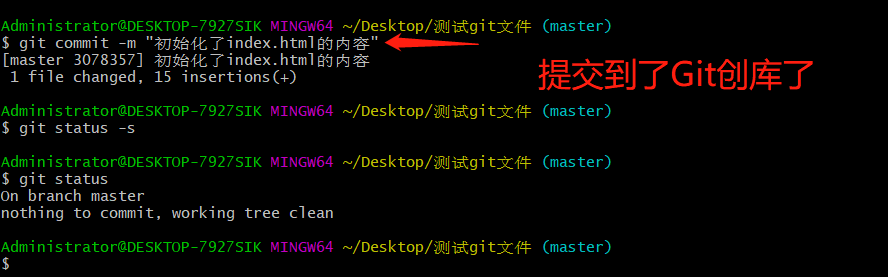 Administrator@DESKTOP-7927SIK MINGW64 ~/Desktop/测试git文件 (master)
$ git commit -m "初始化了index.html的内容"
[master 3078357] 初始化了index.html的内容
1 file changed, 15 insertions(+)
提交到了Git创库了
Administrator@DESKTOP-7927SIK MINGW64 ~/Desktop/测试git文件 (master)
$ git status -s
Administrator@DESKTOP-7927SIK MINGW64 ~/Desktop/测试git文件 (master)
$ git status
On branch master
nothing to commit, working tree clean
Administrator@DESKTOP-7927SIK MINGW64 ~/Desktop/测试git文件 (master)
$